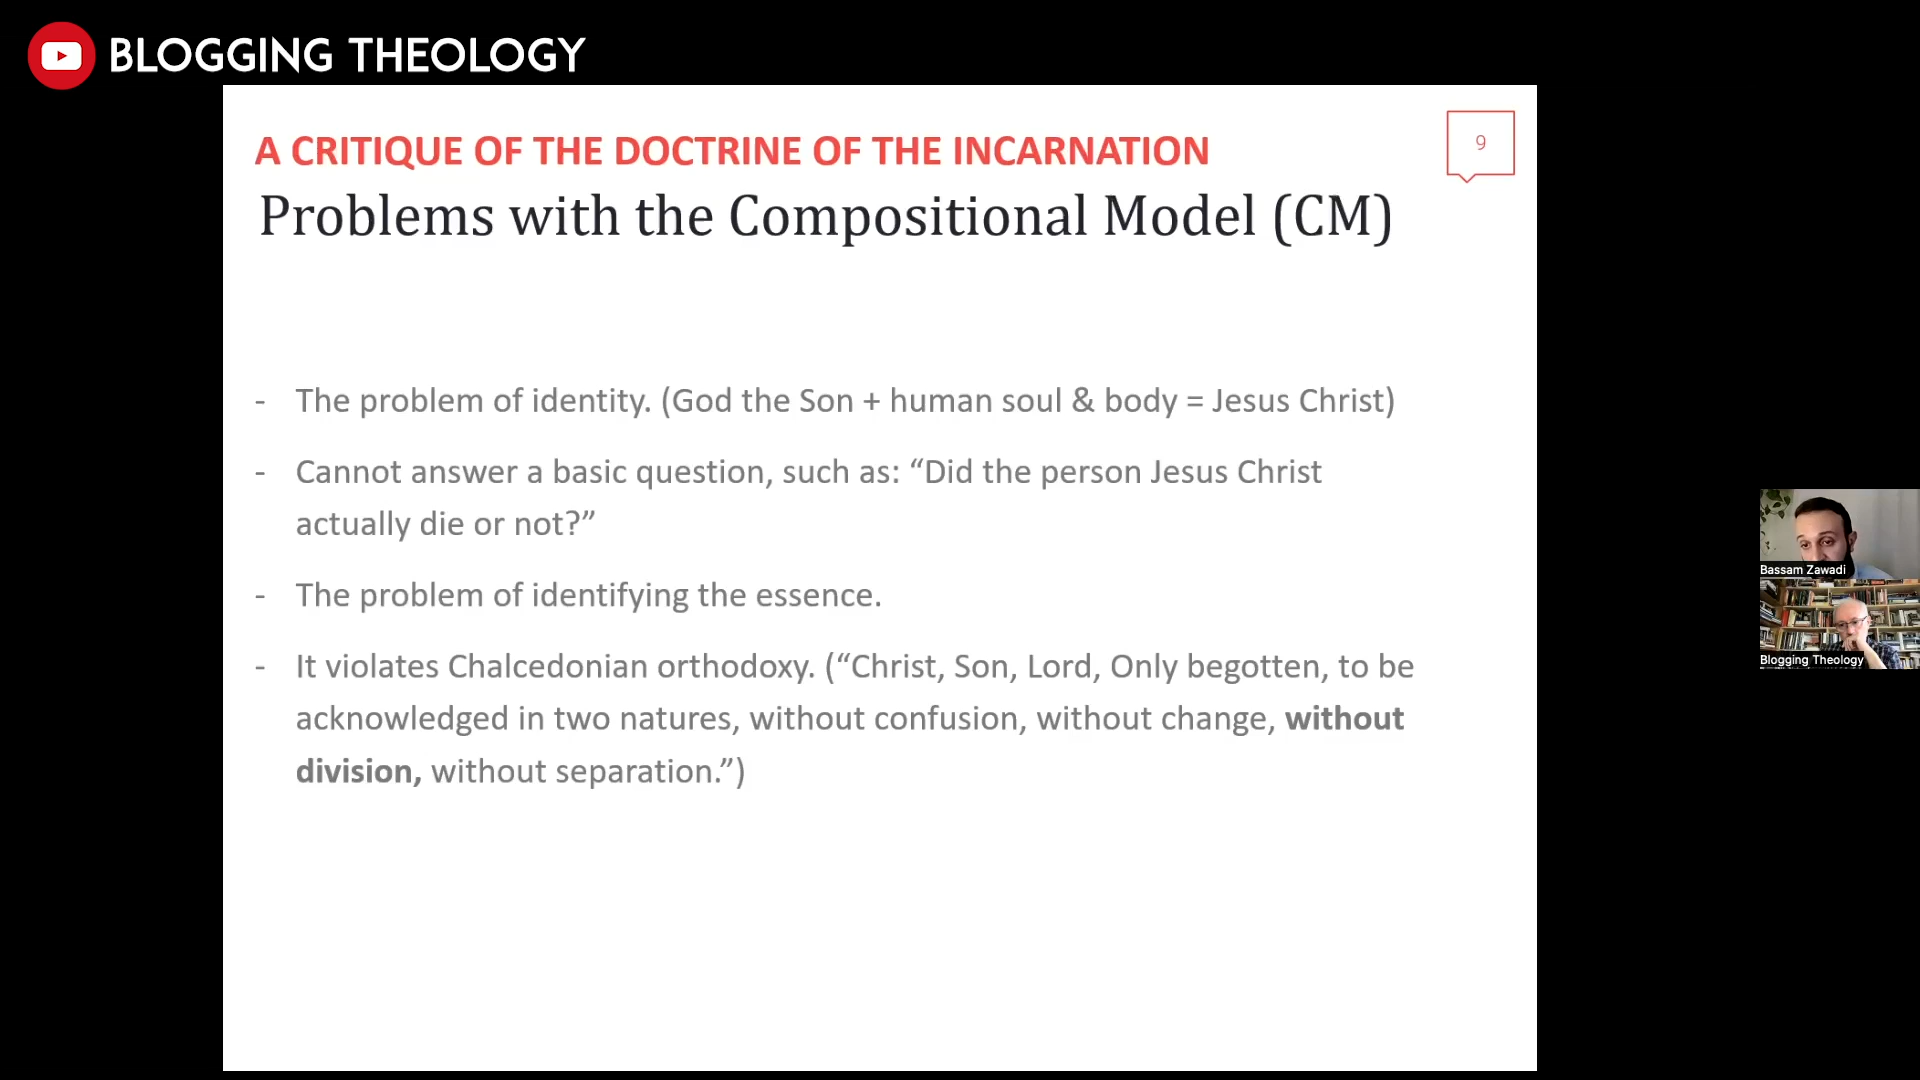 BLOGGING THEOLOGY
A CRITIQUE OF THE DOCTRINE OF THE INCARNATION
9
Problems with the Compositional Model (CM)
- The problem of identity. (God the Son + human soul & body = Jesus Christ)
- Cannot answer a basic question, such as: “Did the person Jesus Christ
actually die or not?”
- The problem of identifying the essence.
- It violates Chalcedonian orthodoxy. (“Christ, Son, Lord, Only begotten, to be
acknowledged in two natures, without confusion, without change, without
division, without separation.”)
Bassam Zawadi
Blogging Theology